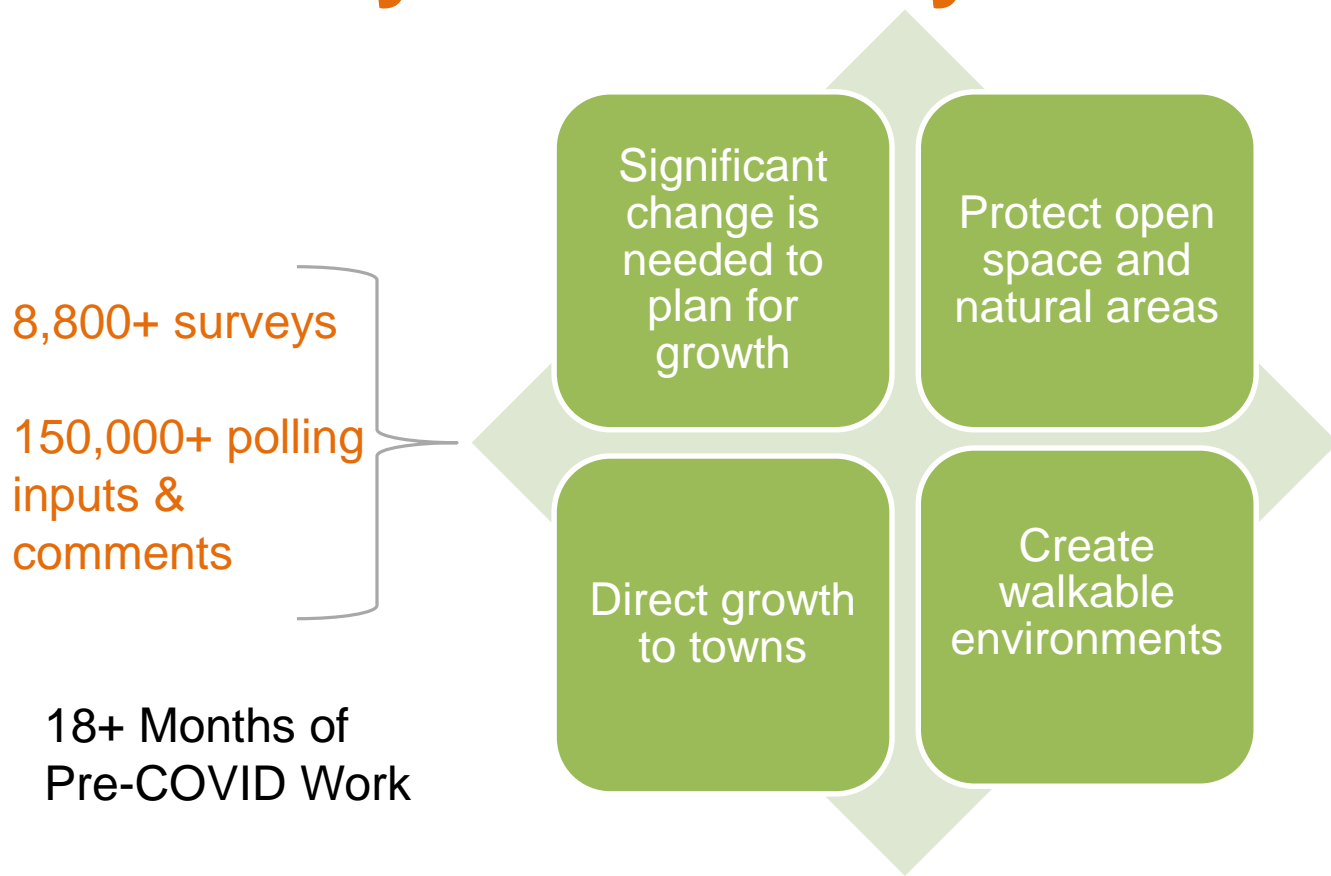 8,800+ surveys
150,000+ polling
inputs &
comments
18+ Months of
Pre-COVID Work
Significant
change is
needed to
plan for
growth
Protect open
space and
natural areas
Direct growth
to towns
Create
walkable
environments